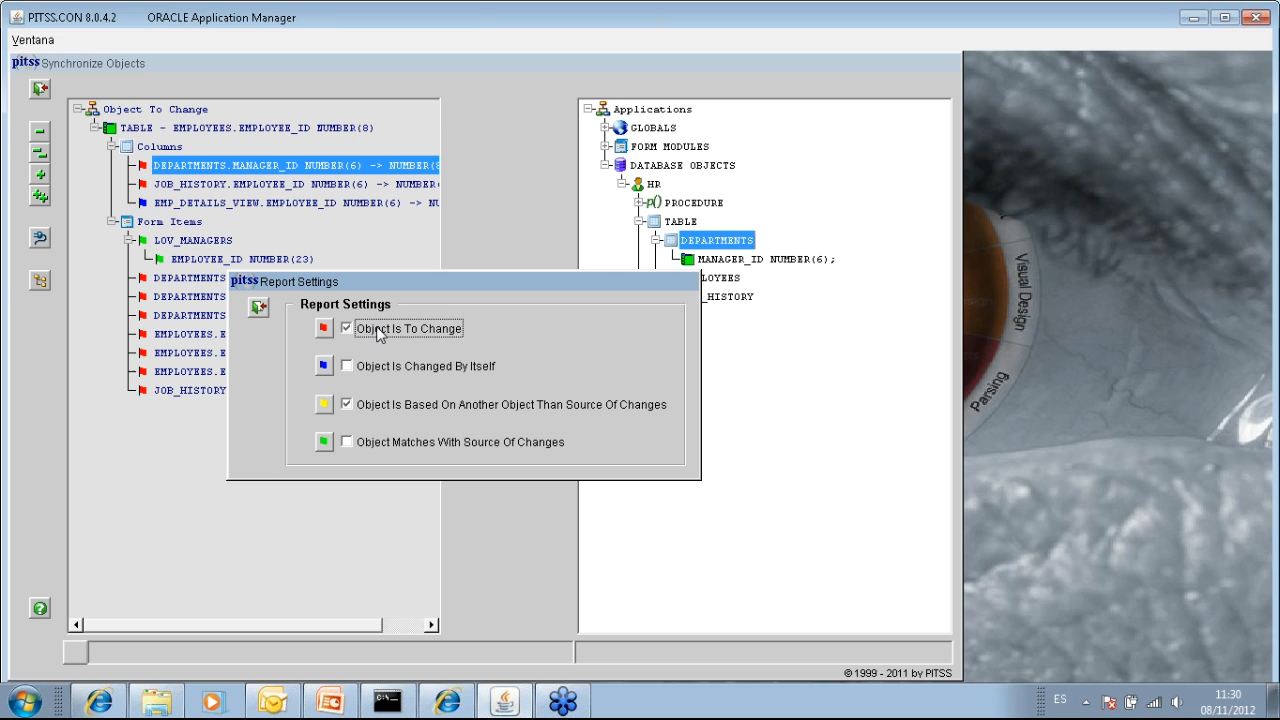 PITSS.CON 8.0.4.2 ORACLE Application Manager
Ventana
pitss Synchronize Objects
Object To Change
TABLE - EMPLOYEES.EMPLOYEE_ID NUMBER(8)
Columns
DEPARTMENTS.MANAGER_ID NUMBER(6) -> NUMBER(8
JOB_HISTORY.EMPLOYEE_ID NUMBER(6) -> NUMBER(
EMP_DETAILS_VIEW.EMPLOYEE_ID NUMBER(6) -> NU
Form Items
LOV_MANAGERS
EMPLOYEE_ID NUMBER(23)
DEPARTMENTS
DEPARTMENTS
DEPARTMENTS
EMPLOYEES.E
EMPLOYEES.E
EMPLOYEES.E
JOB_HISTORY
Applications
GLOBALS
FORM MODULES
DATABASE OBJECTS
HR
p() PROCEDURE
TABLE
DEPARTMENTS
MANAGER_ID NUMBER(6);
LOYEES
_HISTORY
pitss Report Settings
Report Settings
Object Is To Change
Object Is Changed By Itself
Object Is Based On Another Object Than Source Of Changes
Object Matches With Source Of Changes
Visual Design
Parsing
© 1999 - 2011 by PITSS
ES
11:30
08/11/2012